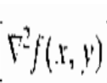 ∇²f(x, y)